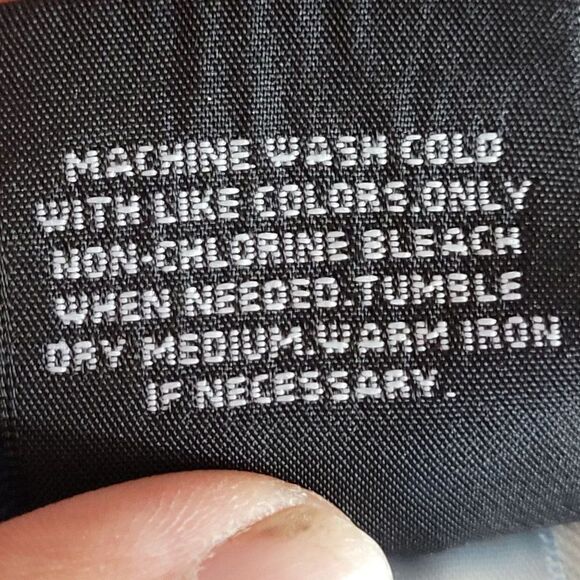 MACHINE WASH COLD
WITH LIKE COLORS.ONLY
NON-CHLORINE BLEACH
WHEN NEEDED.TUMBLE
DRY MEDIUM.WARM IRON
IF NECESSARY.